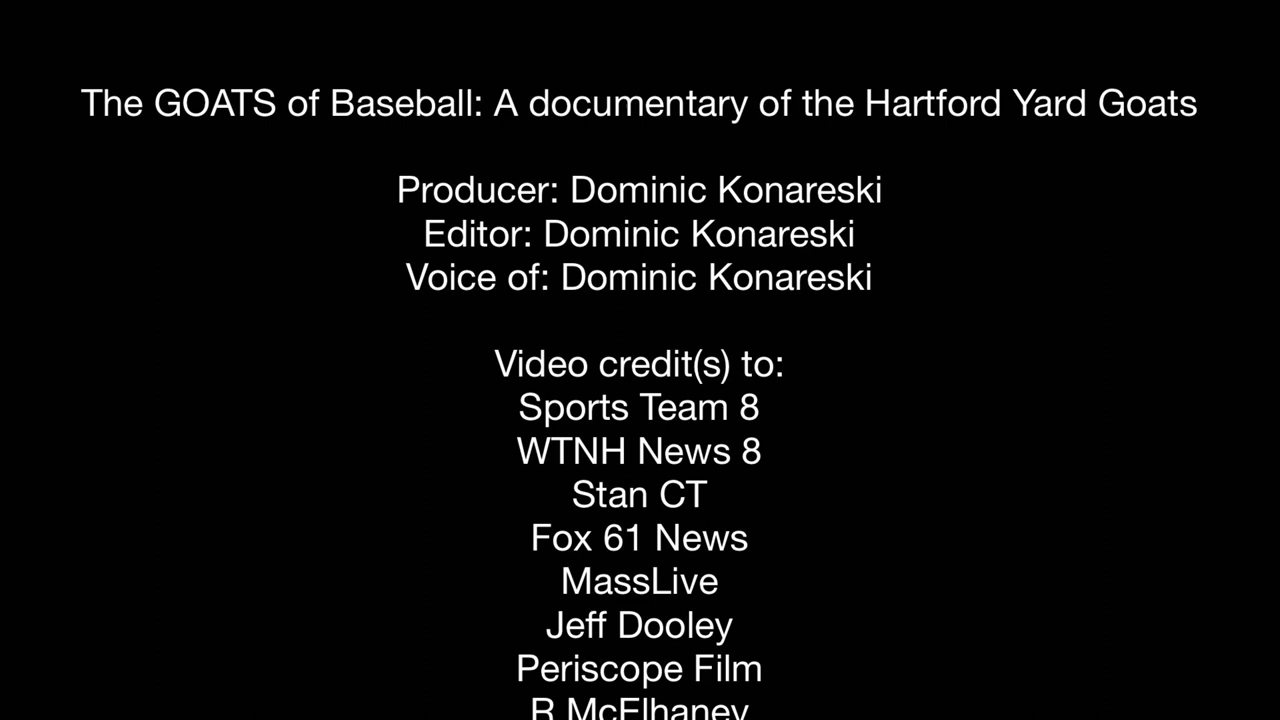 The GOATS of Baseball: A documentary of the Hartford Yard Goats
Producer: Dominic Konareski
Editor: Dominic Konareski
Voice of: Dominic Konareski
Video credit(s) to:
Sports Team 8
WTNH News 8
Stan CT
Fox 61 News
MassLive
Jeff Dooley
Periscope Film
R McElhaney